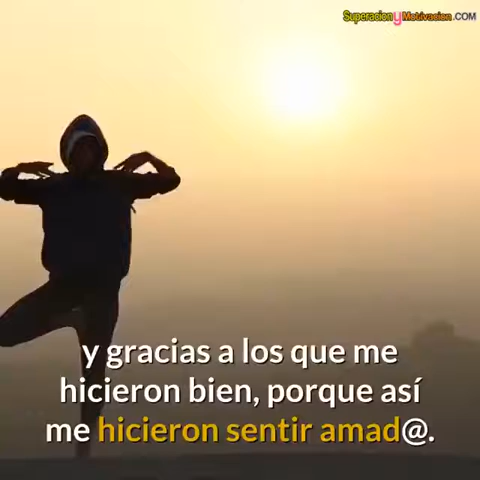 SuperacionyMotivacion.COM
y gracias a los que me
hicieron bien, porque así
me hicieron sentir amad@.